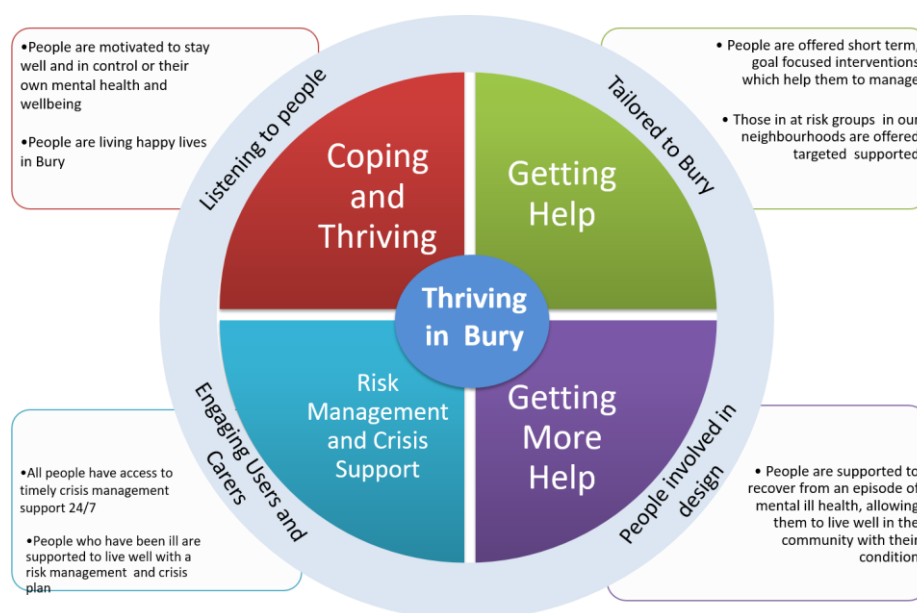 •People are motivated to stay
well and in control or their
own mental health and
wellbeing
•People are living happy lives
in Bury
Listening to people
Coping
and
Thriving
Tailored to Bury
Getting
Help
• People are offered short term,
goal focused interventions
which help them to manage
• Those in at risk groups in our
neighbourhoods are offered
targeted supported
Thriving
in Bury
•All people have access to
timely crisis management
support 24/7
•People who have been ill are
supported to live well with a
risk management and crisis
plan
Engaging Users and
Carers
Risk
Management
and Crisis
Support
Getting
More
Help
People involved in
design
• People are supported to
recover from an episode of
mental ill health, allowing
them to live well in the
community with their
condition